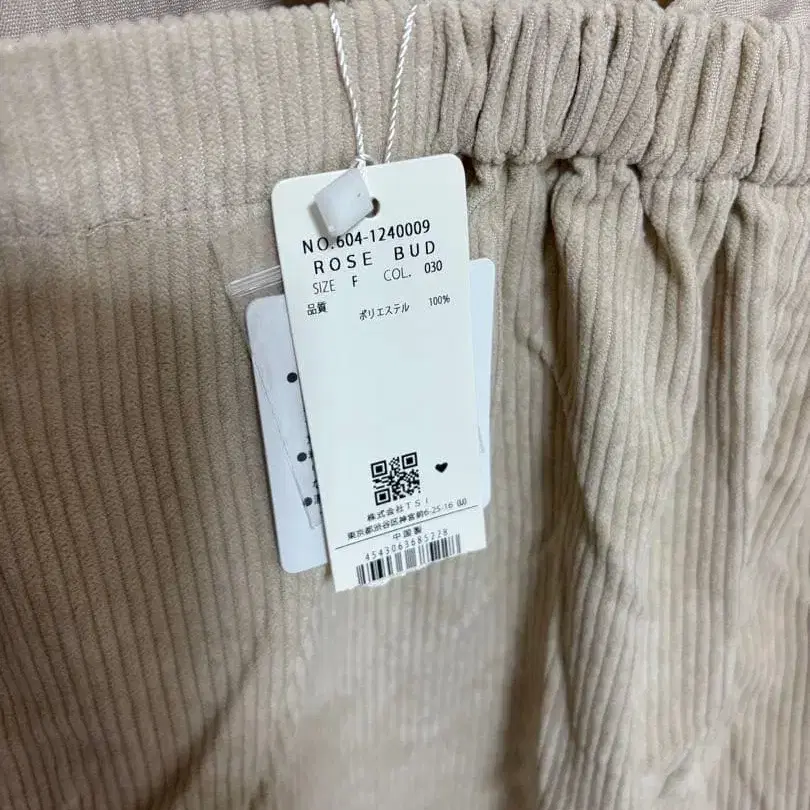 NO.604-1240009
ROSE BUD
SIZE F COL. 030
品質 ポリエステル 100%
株式会社TSI
東京都渋谷区神宮前6-25-16 (U)
中国製
4543063685228